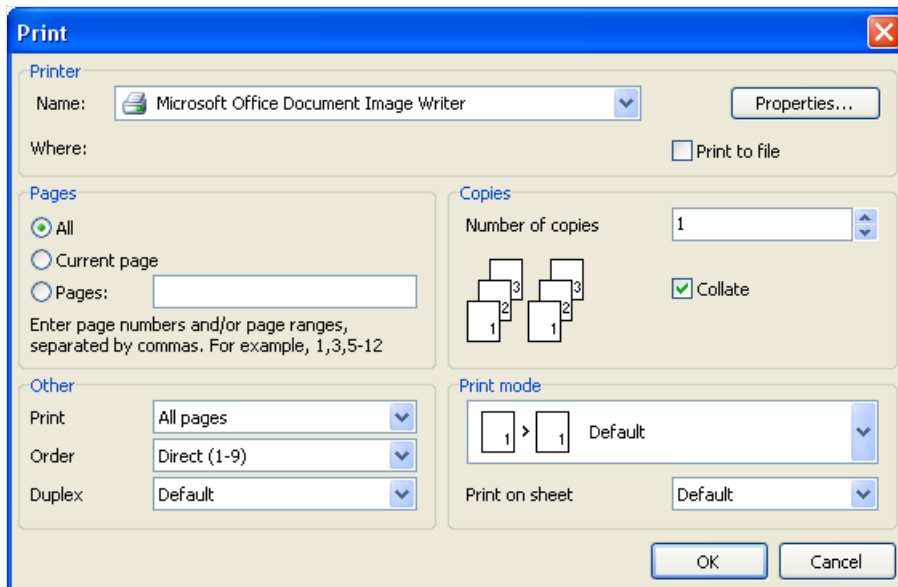 Print
Printer
Name: Microsoft Office Document Image Writer Properties...
Where: Print to file
Pages
All
Current page
Pages:
Enter page numbers and/or page ranges,
separated by commas. For example, 1,3,5-12
Copies
Number of copies 1
3 3
2 2
1 1
Collate
Other
Print All pages
Order Direct (1-9)
Duplex Default
Print mode
1 > 1 Default
Print on sheet Default
OK Cancel